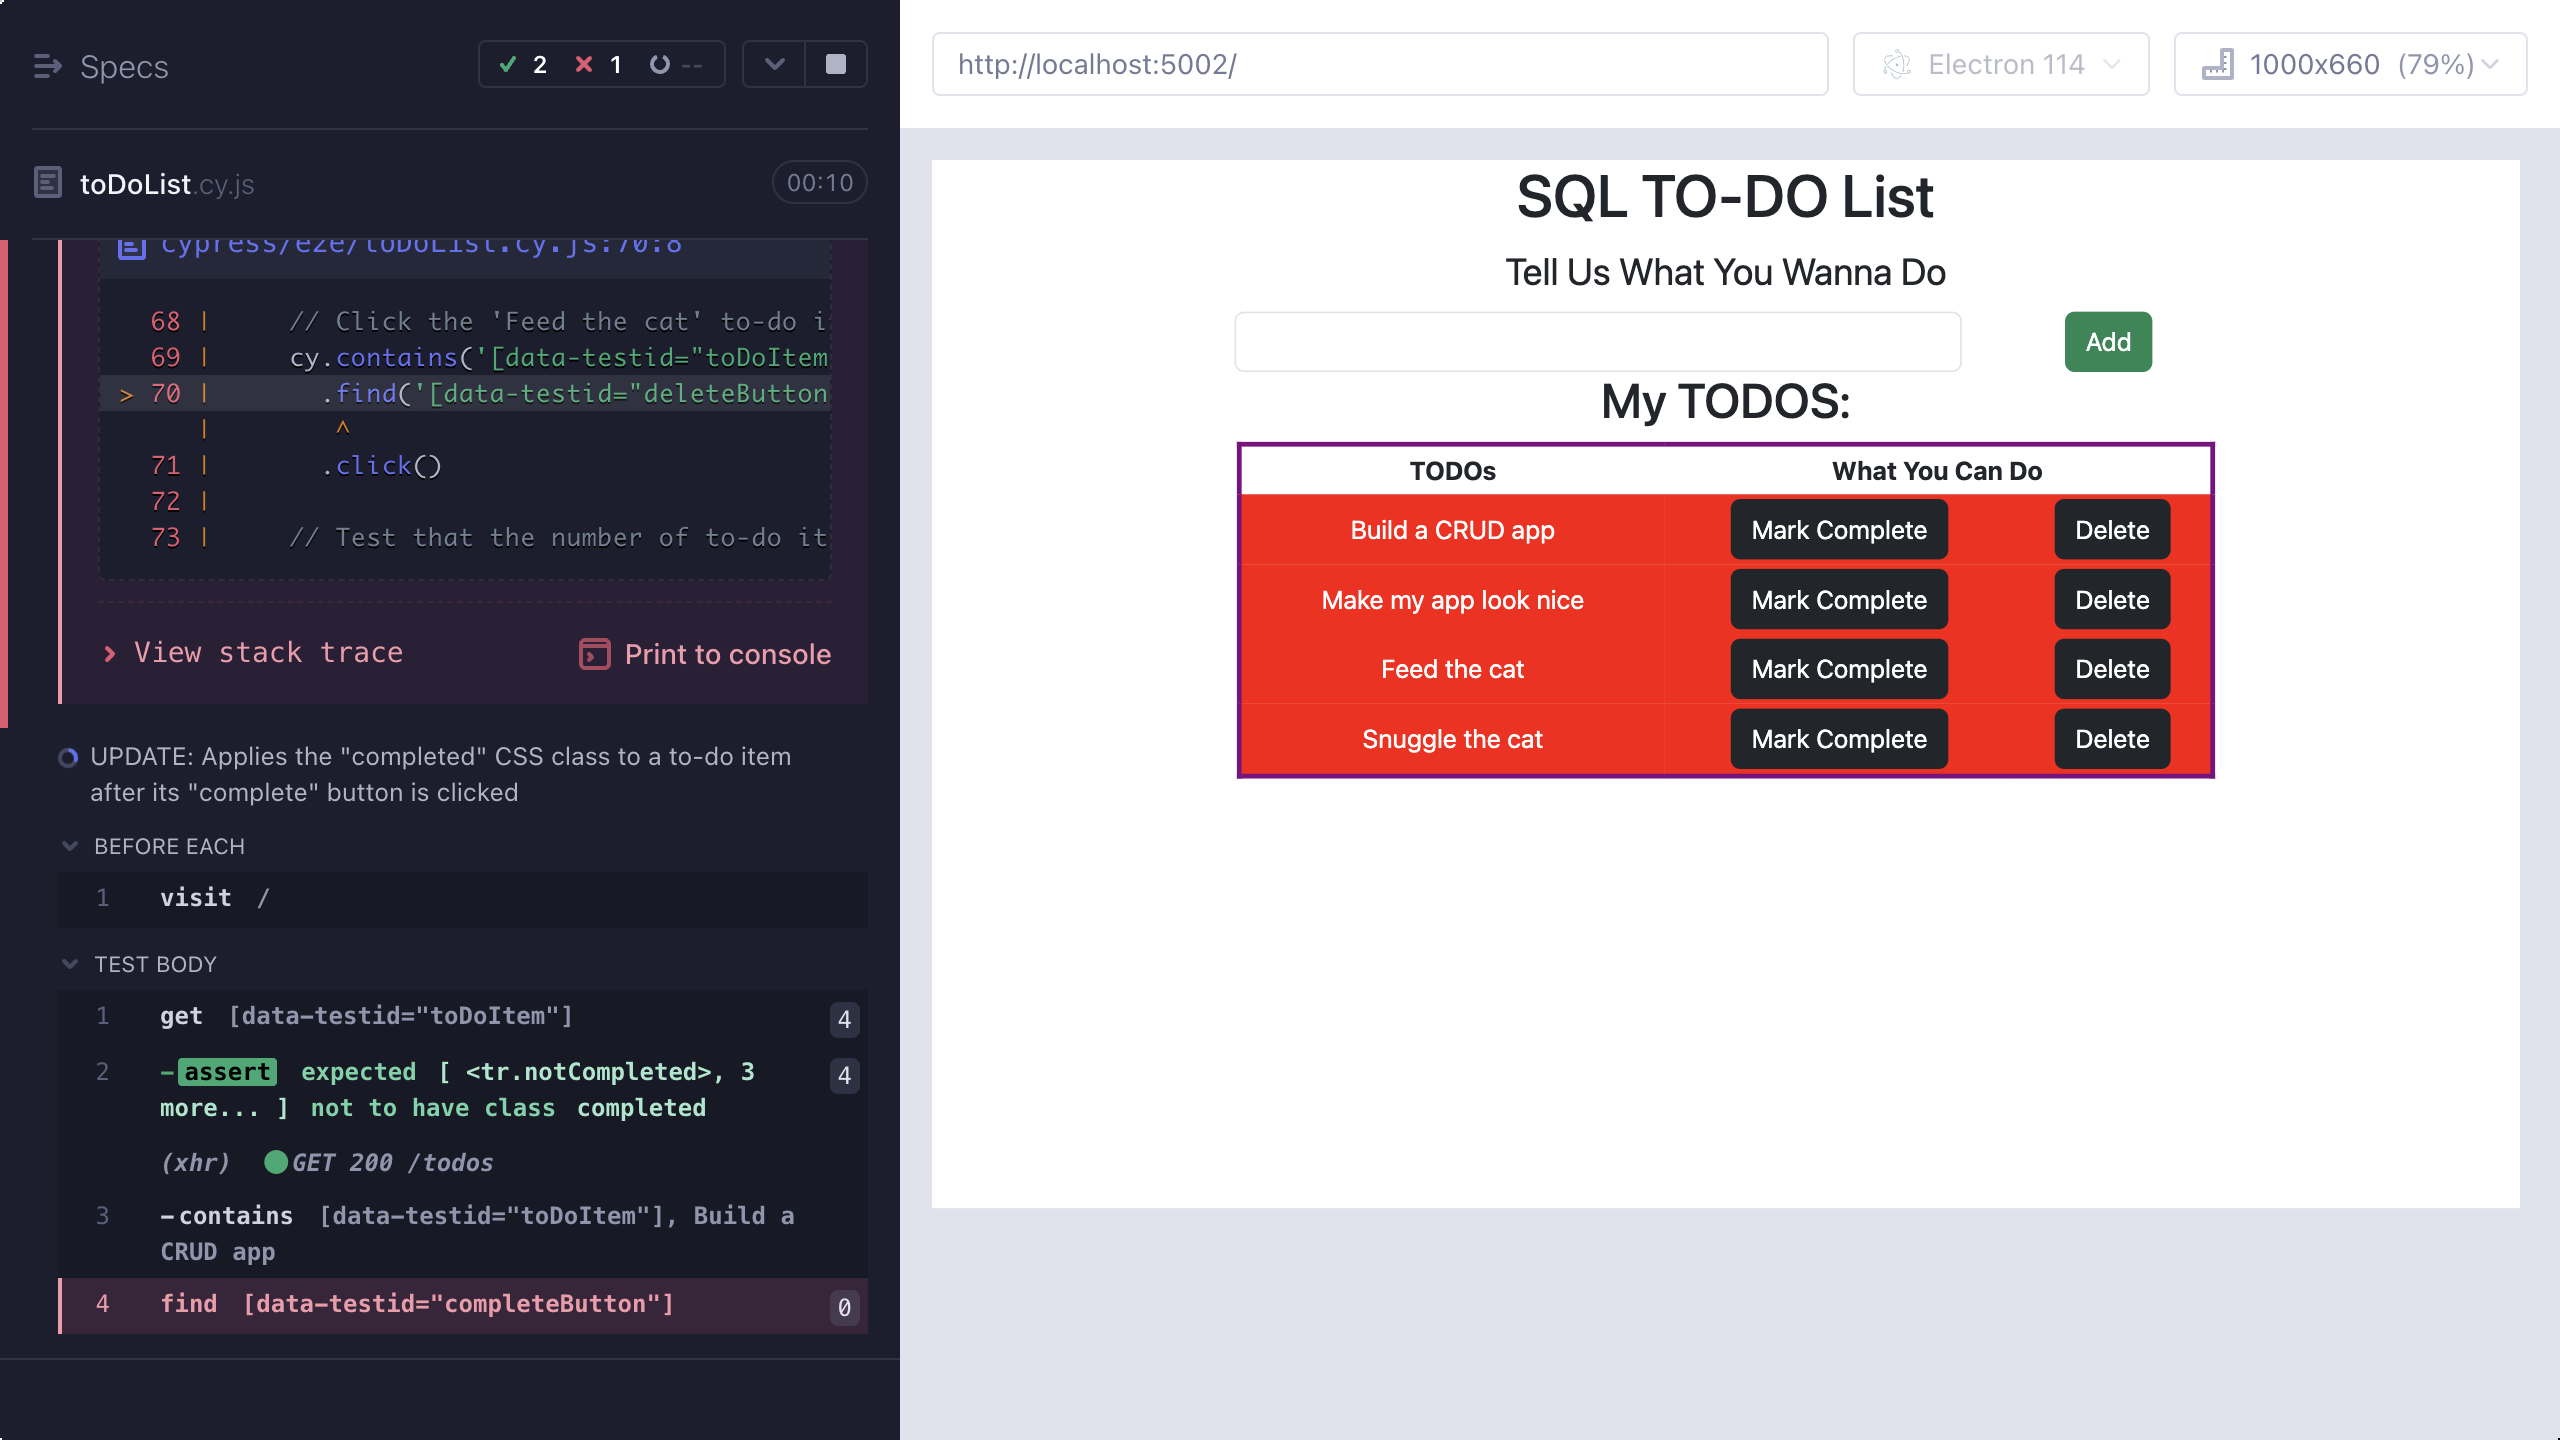 Specs
2
1
--
toDoList.cy.js
00:10
cypress/e2e/toDoList.cy.js:70:8
68 | // Click the 'Feed the cat' to-do i
69 | cy.contains('[data-testid="toDoItem
> 70 | .find('[data-testid="deleteButton
| ^
71 | .click()
72 |
73 | // Test that the number of to-do it
View stack trace
Print to console
UPDATE: Applies the "completed" CSS class to a to-do item
after its "complete" button is clicked
BEFORE EACH
1 visit /
TEST BODY
1 get [data-testid="toDoItem"] 4
2 -assert expected [ <tr.notCompleted>, 3 4
more... ] not to have class completed
(xhr) GET 200 /todos
3 -contains [data-testid="toDoItem"], Build a
CRUD app
4 find [data-testid="completeButton"] 0
http://localhost:5002/
Electron 114
1000x660 (79%)
SQL TO-DO List
Tell Us What You Wanna Do
Add
My TODOS:
TODOs What You Can Do
Build a CRUD app Mark Complete Delete
Make my app look nice Mark Complete Delete
Feed the cat Mark Complete Delete
Snuggle the cat Mark Complete Delete